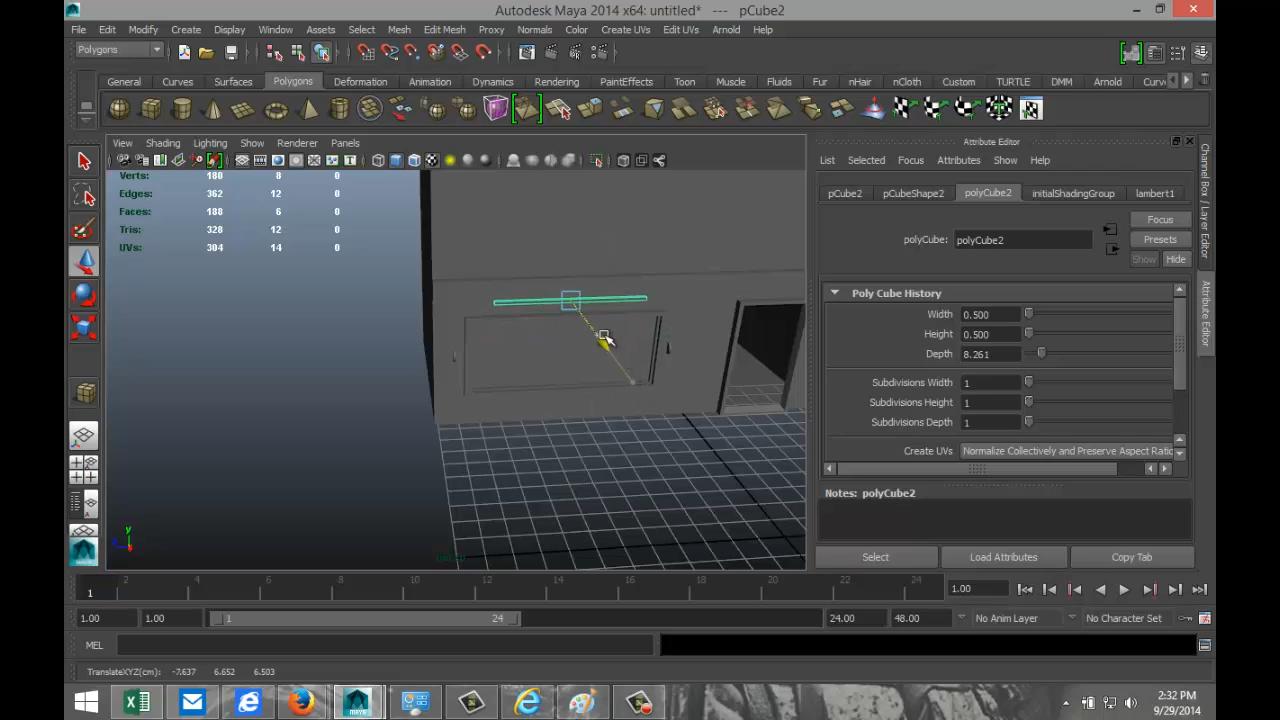 Autodesk Maya 2014 x64: untitled* --- pCube2
File Edit Modify Create Display Window Assets Select Mesh Edit Mesh Proxy Normals Color Create UVs Edit UVs Arnold Help
Polygons
General Curves Surfaces Polygons Deformation Animation Dynamics Rendering PaintEffects Toon Muscle Fluids Fur nHair nCloth Custom TURTLE DMM Arnold Curv
View Shading Lighting Show Renderer Panels
Verts: 180 8 0
Edges: 362 12 0
Faces: 188 6 0
Tris: 328 12 0
UVs: 304 14 0
y
Attribute Editor
List Selected Focus Attributes Show Help
pCube2 pCubeShape2 polyCube2 initialShadingGroup lambert1
polyCube: polyCube2
Focus
Presets
Show Hide
Poly Cube History
Width 0.500
Height 0.500
Depth 8.261
Subdivisions Width 1
Subdivisions Height 1
Subdivisions Depth 1
Create UVs Normalize Collectively and Preserve Aspect Ratio
Notes: polyCube2
Select Load Attributes Copy Tab
Channel Box / Layer Editor
Attribute Editor
2 4 6 8 10 12 14 16 18 20 22 24
1
1.00
1.00 1.00 1 24 24.00 48.00 No Anim Layer No Character Set
MEL
TranslateXYZ(cm): -7.637 6.652 6.503
MAYA
2:32 PM
9/29/2014